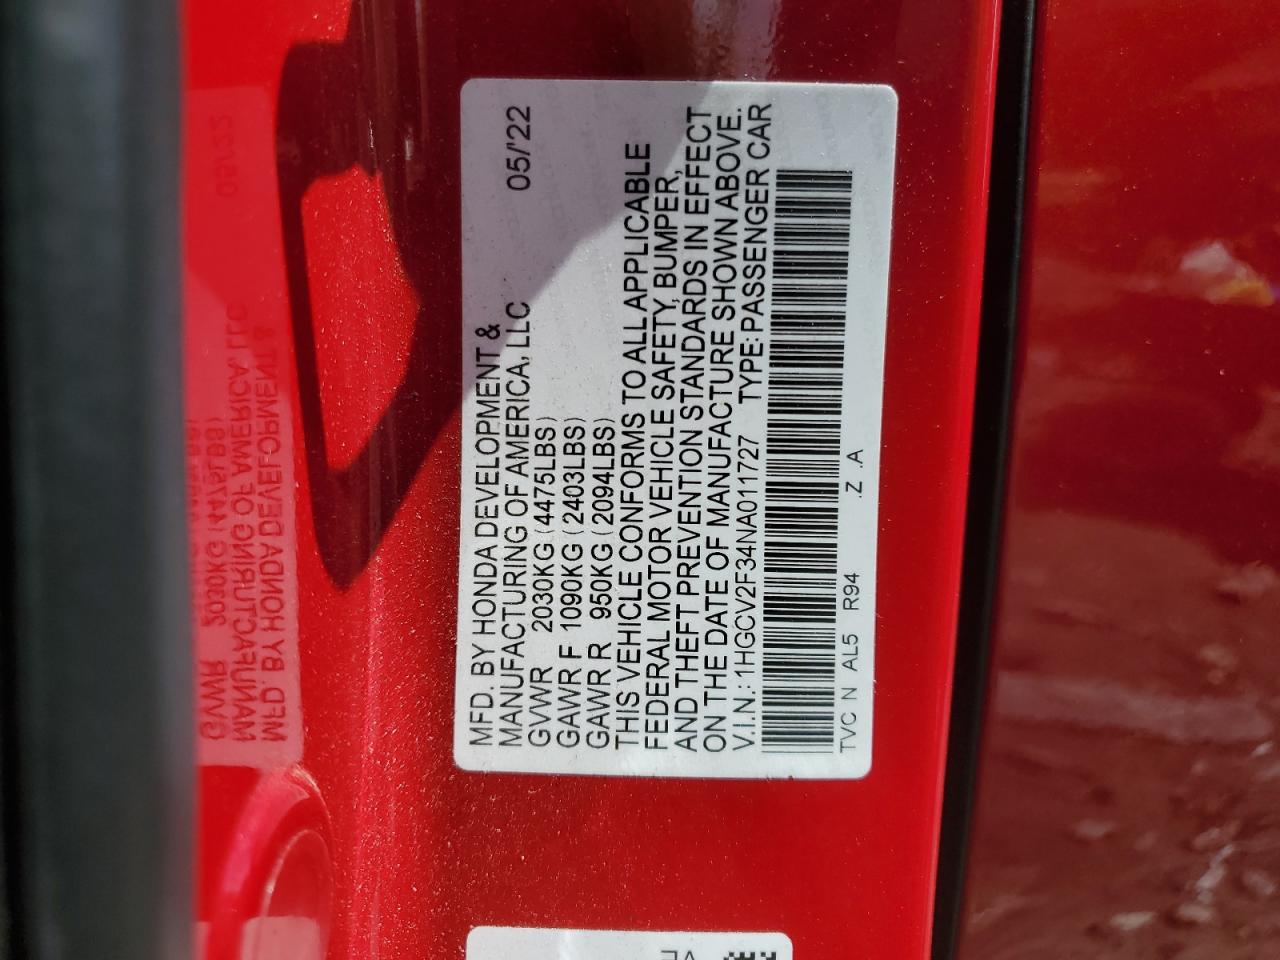 MFD. BY HONDA DEVELOPMENT &
MANUFACTURING OF AMERICA, LLC 05/'22
GVWR 2030KG (4475LBS)
GAWR F 1090KG (2403LBS)
GAWR R 950KG (2094LBS)
THIS VEHICLE CONFORMS TO ALL APPLICABLE
FEDERAL MOTOR VEHICLE SAFETY, BUMPER,
AND THEFT PREVENTION STANDARDS IN EFFECT
ON THE DATE OF MANUFACTURE SHOWN ABOVE.
V.I.N.: 1HGCV2F34NA011727 TYPE: PASSENGER CAR
TVC N AL5 R94 .Z .A